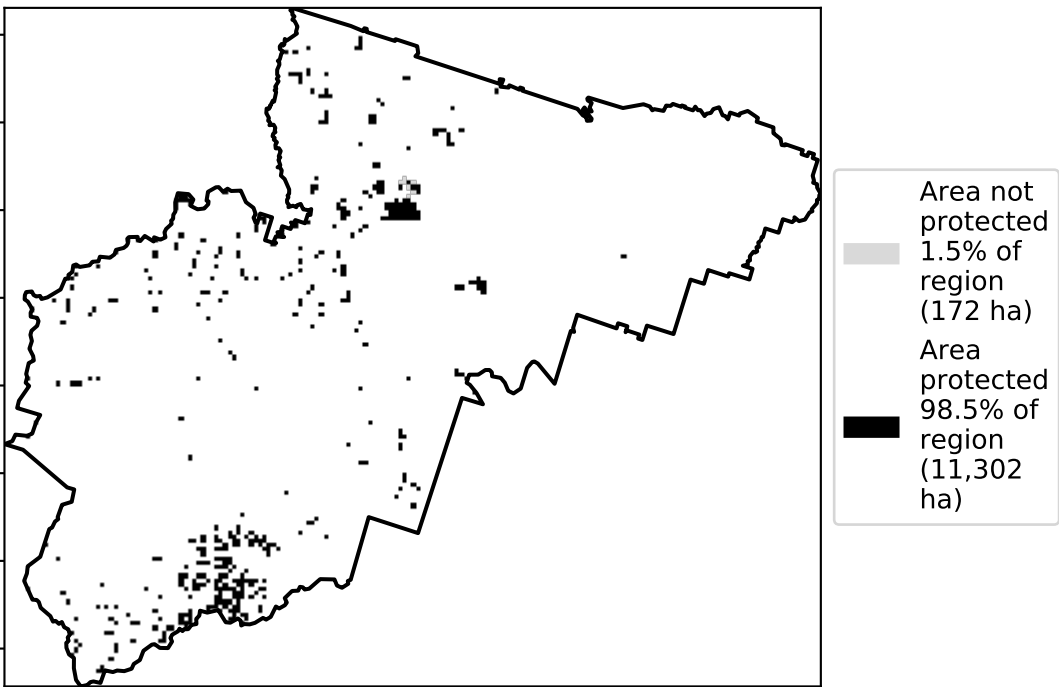 Area not
protected
1.5% of
region
(172 ha)
Area
protected
98.5% of
region
(11,302
ha)